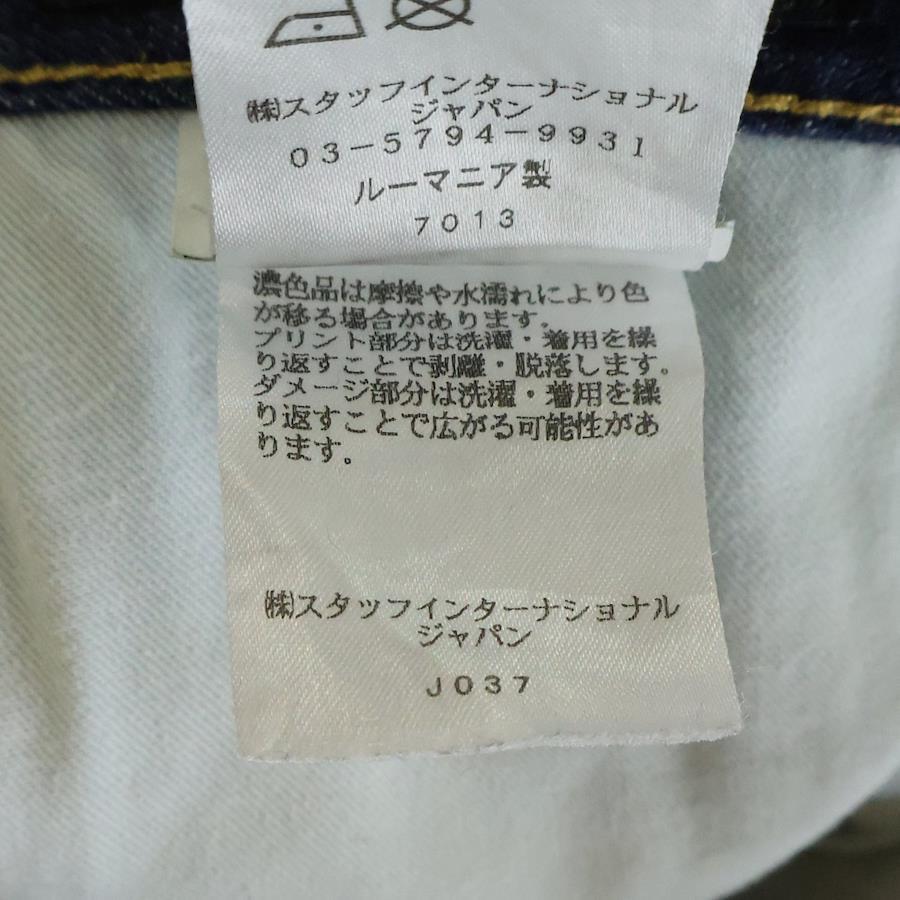 ㈱スタッフインターナショナル
ジャパン
03-5794-9931
ルーマニア製
7013
濃色品は摩擦や水濡れにより色
が移る場合があります。
プリント部分は洗濯・着用を繰
り返すことで剥離・脱落します。
ダメージ部分は洗濯・着用を繰
り返すことで広がる可能性があ
ります。
㈱スタッフインターナショナル
ジャパン
J037